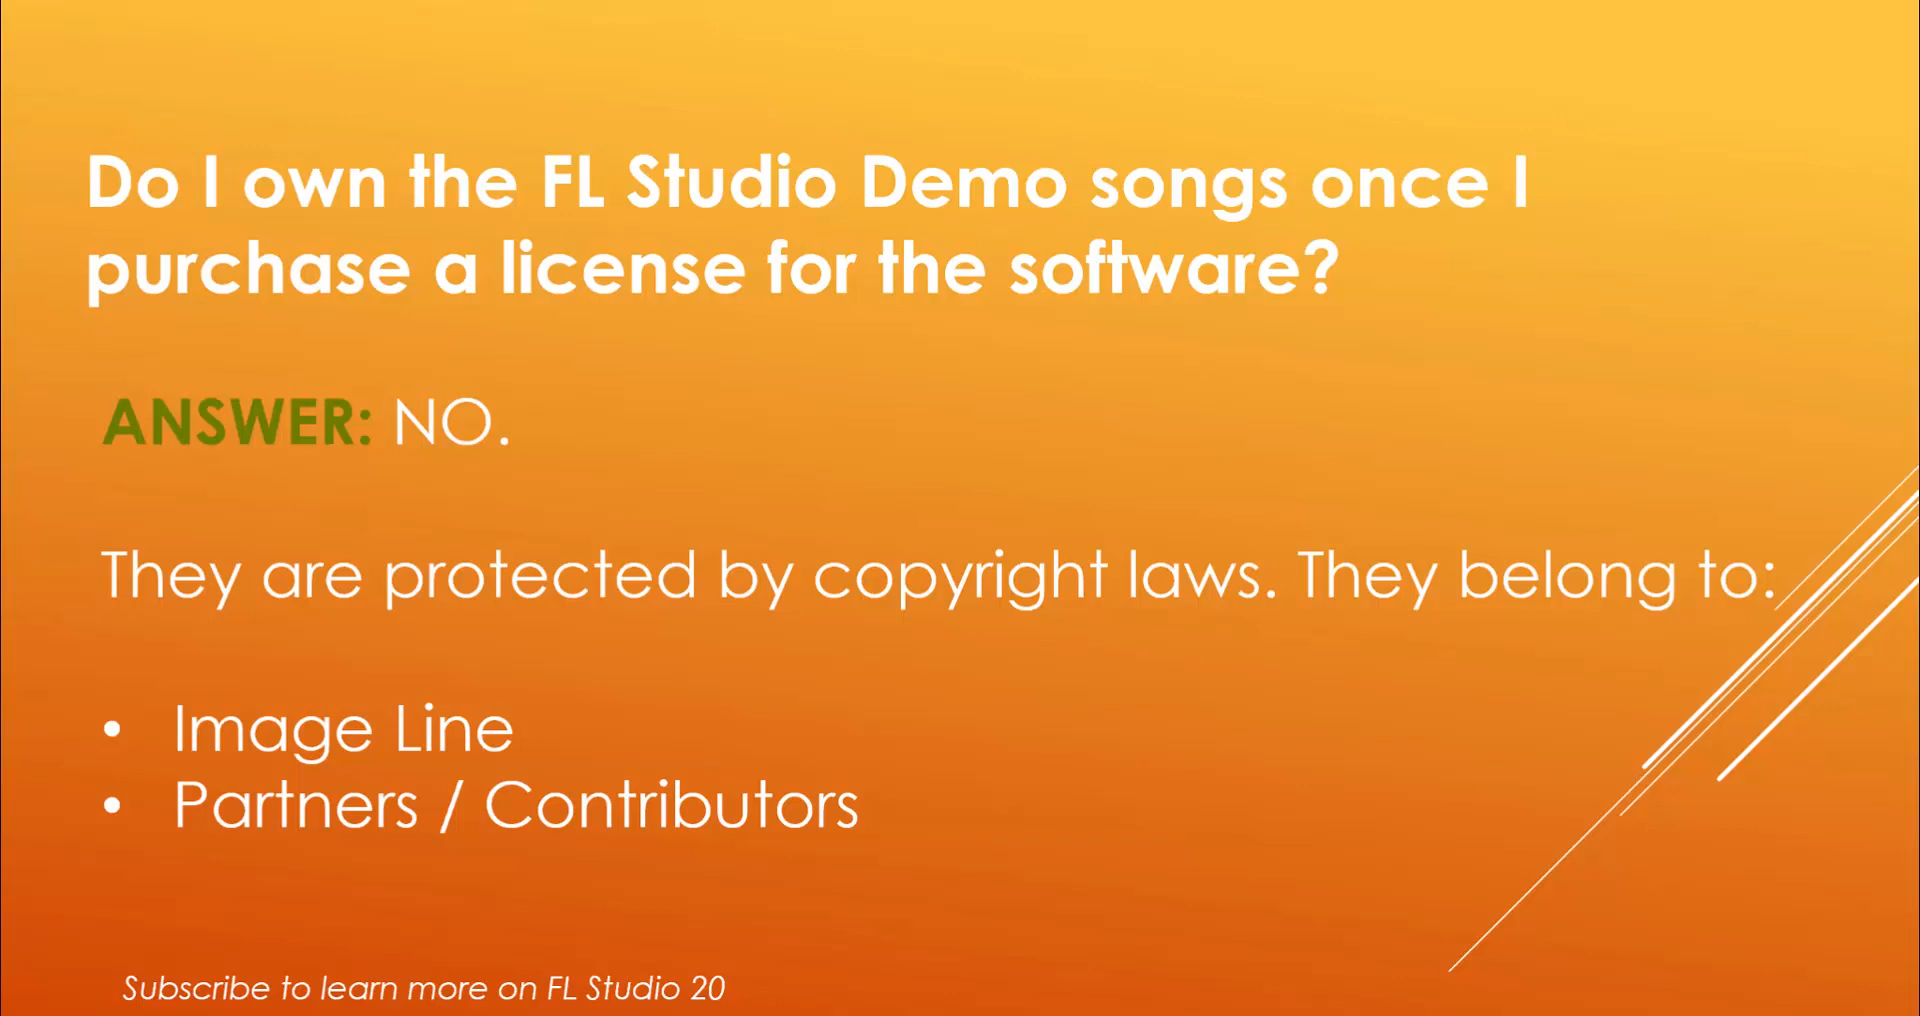 Do I own the FL Studio Demo songs once I
purchase a license for the software?
ANSWER: NO.
They are protected by copyright laws. They belong to:
• Image Line
• Partners / Contributors
Subscribe to learn more on FL Studio 20